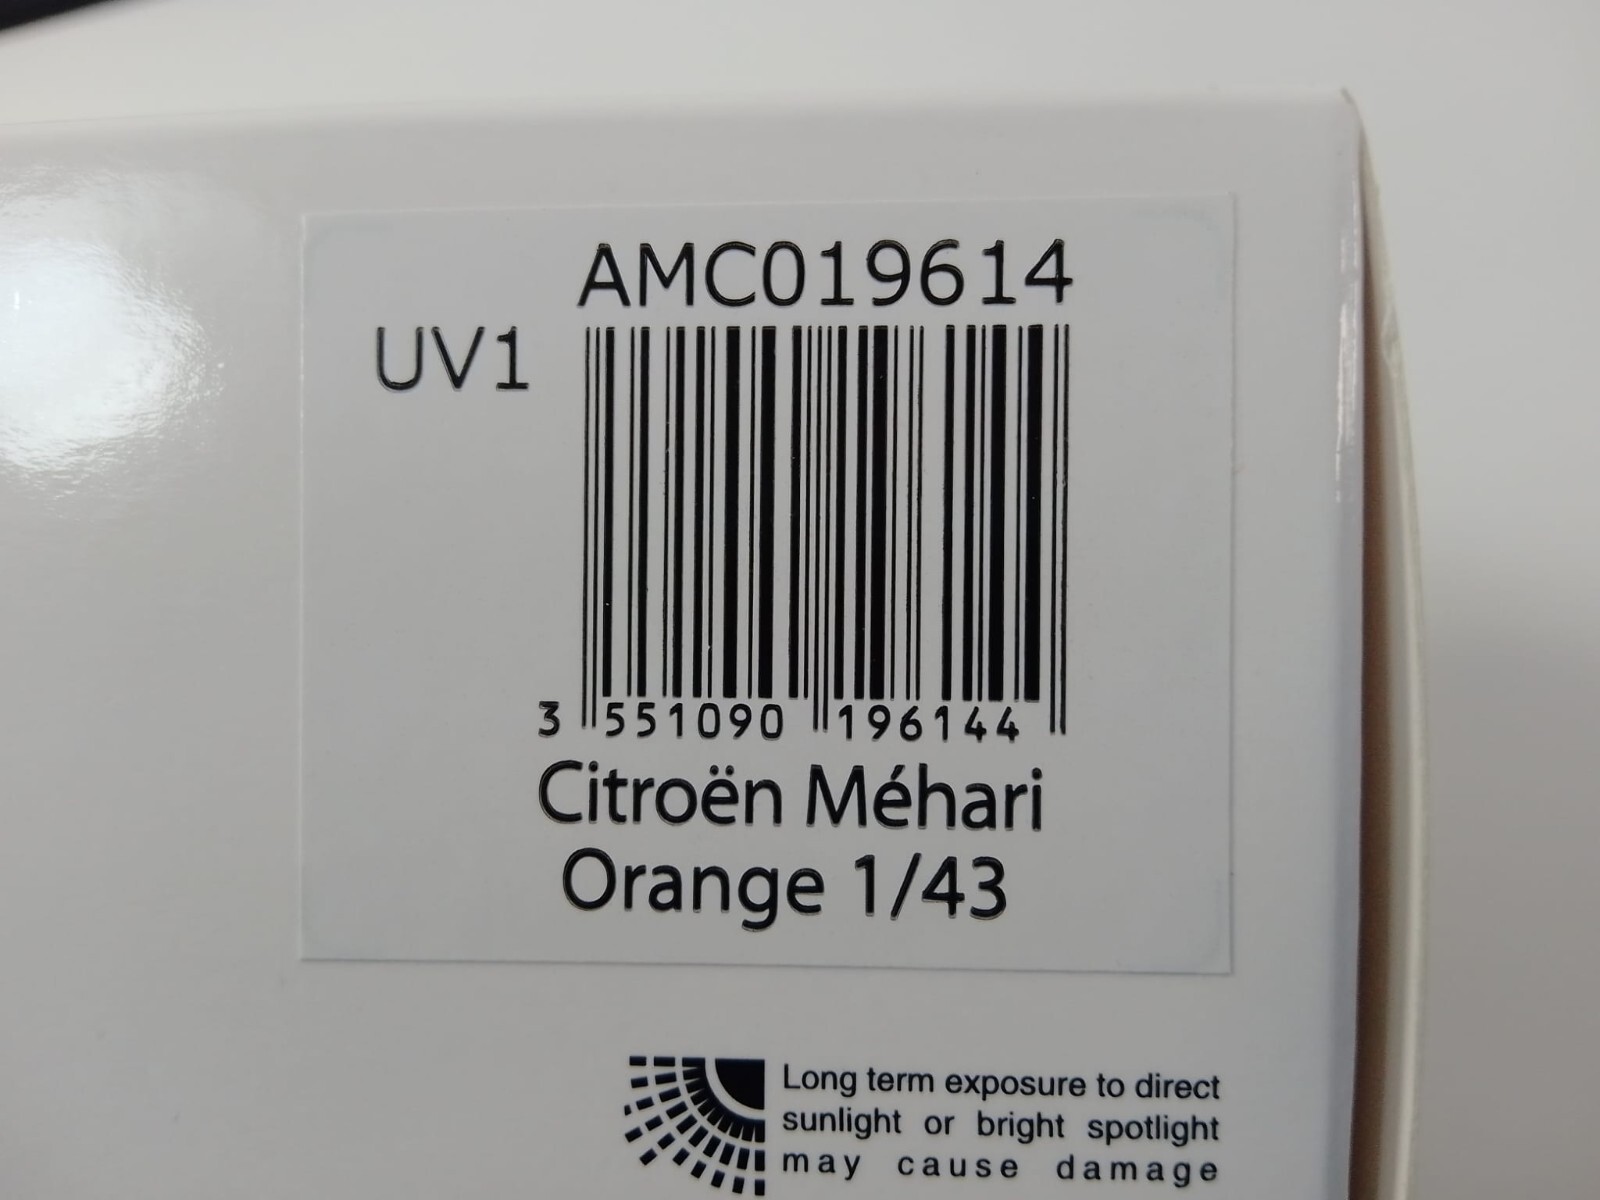 AMC019614
UV1
3 551090 196144
Citroën Méhari
Orange 1/43
Long term exposure to direct
sunlight or bright spotlight
may cause damage